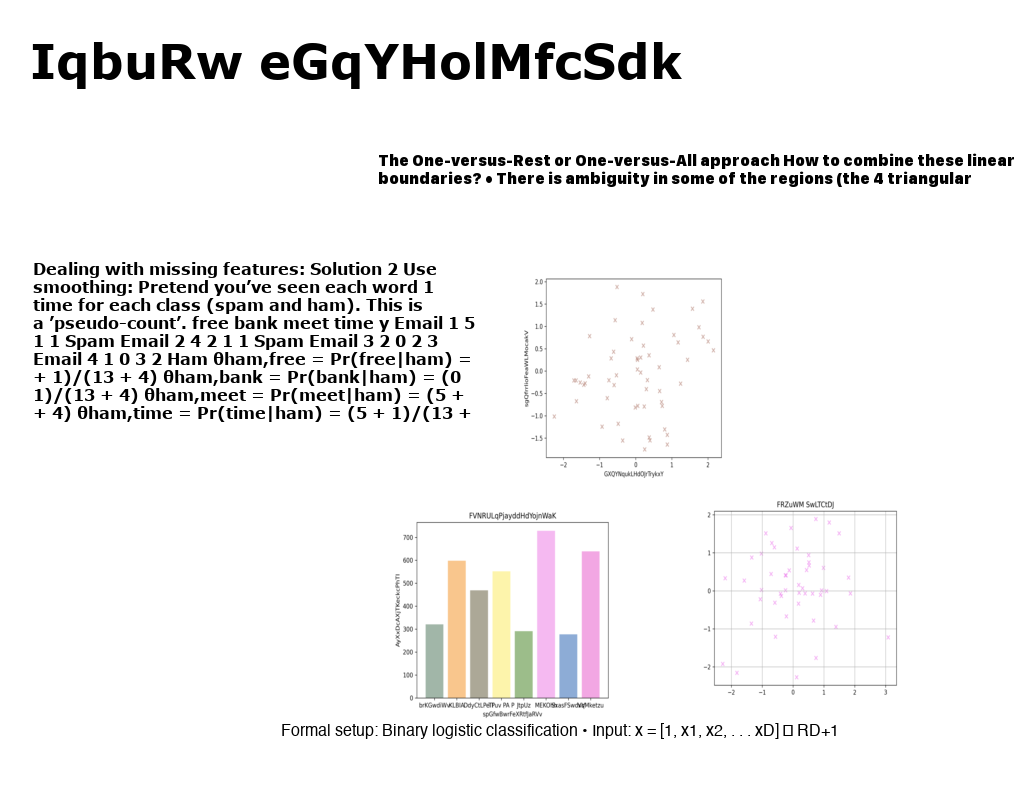 IqbuRw eGqYHolMfcSdk
The One-versus-Rest or One-versus-All approach How to combine these linear
boundaries? • There is ambiguity in some of the regions (the 4 triangular
Dealing with missing features: Solution 2 Use
smoothing: Pretend you’ve seen each word 1
time for each class (spam and ham). This is
a ’pseudo-count’. free bank meet time y Email 1 5
1 1 Spam Email 2 4 2 1 1 Spam Email 3 2 0 2 3
Email 4 1 0 3 2 Ham θham,free = Pr(free|ham) =
+ 1)/(13 + 4) θham,bank = Pr(bank|ham) = (0
1)/(13 + 4) θham,meet = Pr(meet|ham) = (5 +
+ 4) θham,time = Pr(time|ham) = (5 + 1)/(13 +
2.0
1.5
1.0
0.5
0.0
−0.5
−1.0
−1.5
−2 −1 0 1 2
FVNRULqPjayddHdYojnWaK
700
600
500
400
300
200
100
0
FRZuWM SwLTCtDJ
2
1
0
−1
−2
−2 −1 0 1 2 3
Formal setup: Binary logistic classification • Input: x = [1, x1, x2, . . . xD] RD+1